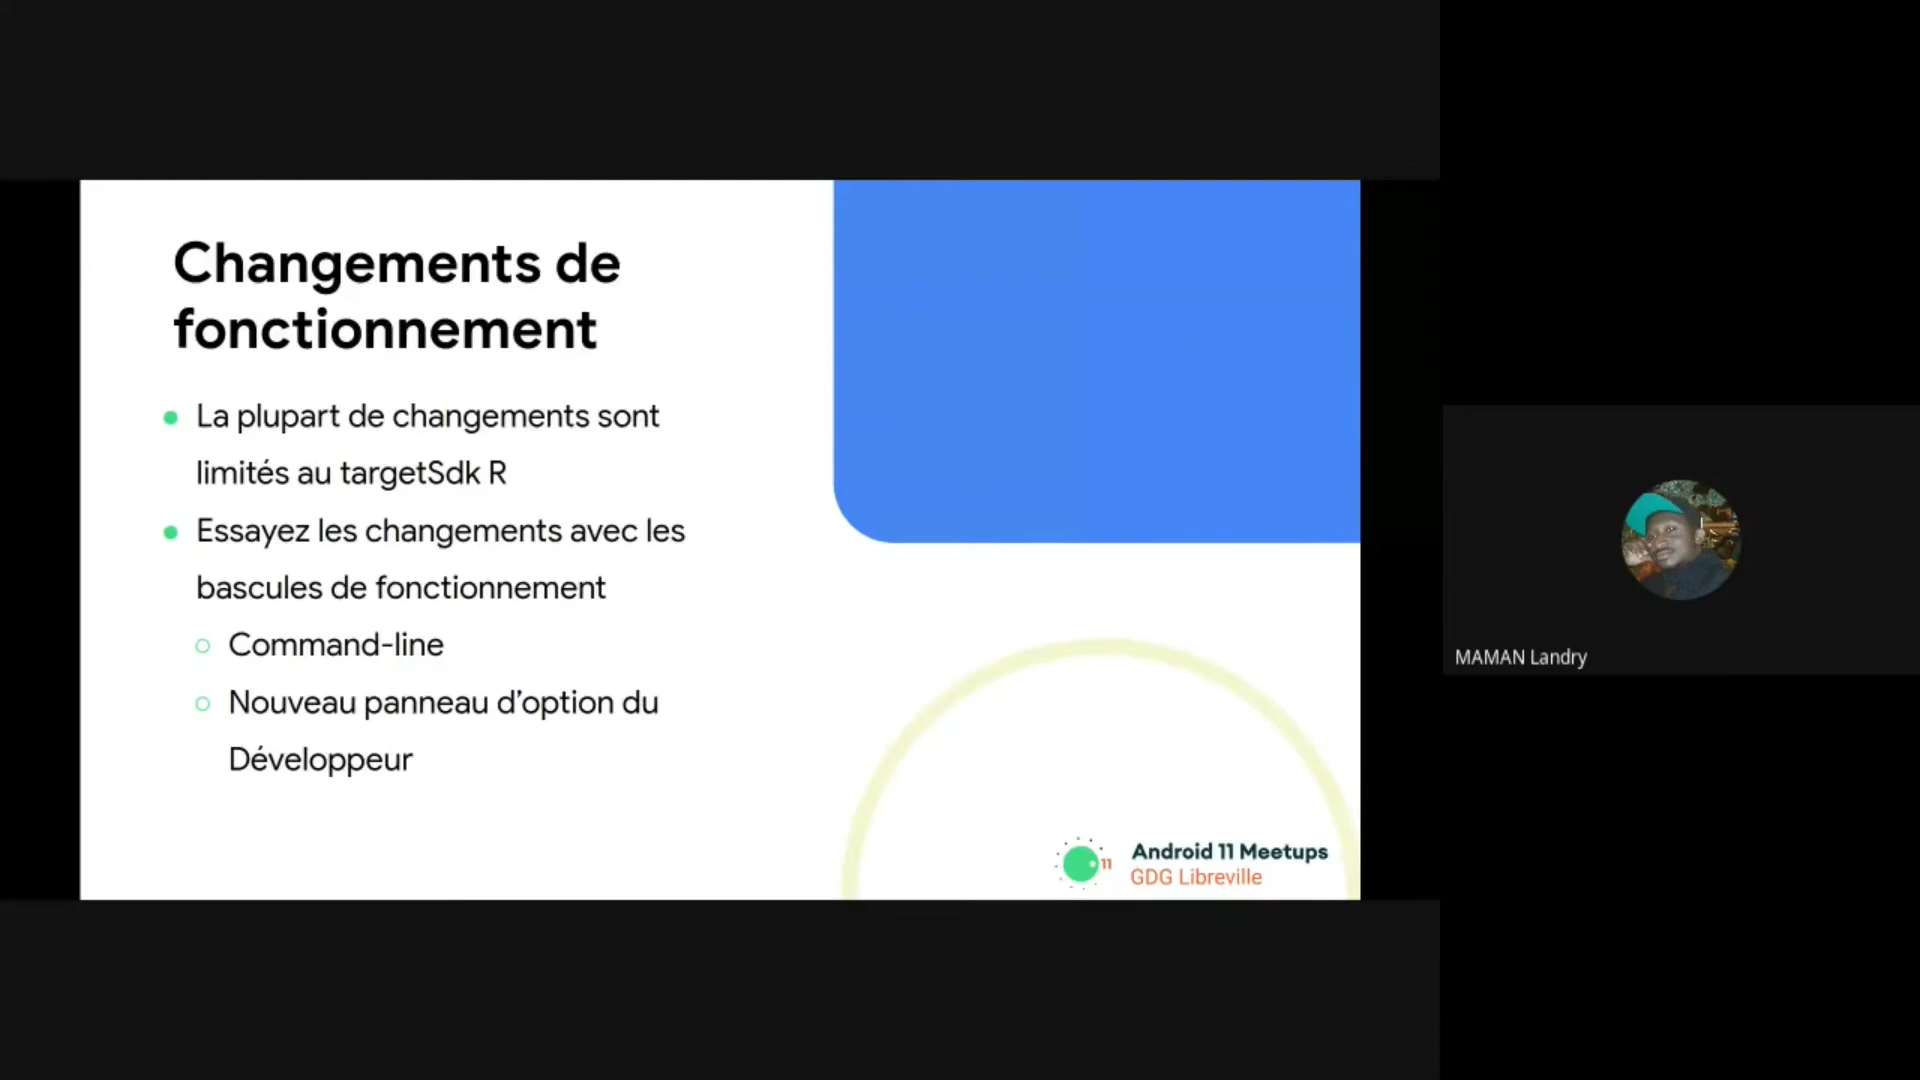 Changements de
fonctionnement
La plupart de changements sont
limités au targetSdk R
Essayez les changements avec les
bascules de fonctionnement
Command-line
Nouveau panneau d’option du
Développeur
11
Android 11 Meetups
GDG Libreville
MAMAN Landry